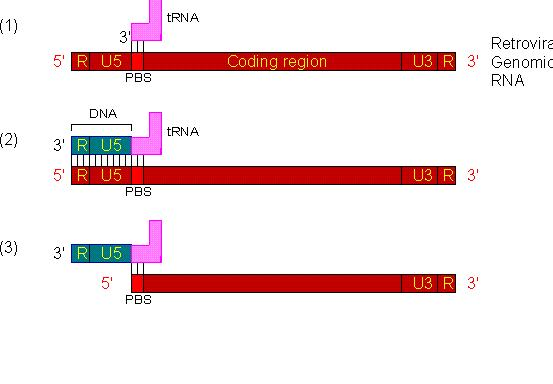 (1)
tRNA
3'
5' R U5 Coding region U3 R 3'
PBS
Retrovira
Genomic
RNA
DNA
(2)
tRNA
3' R U5
5' R U5 U3 R 3'
PBS
(3)
3' R U5
5' U3 R 3'
PBS